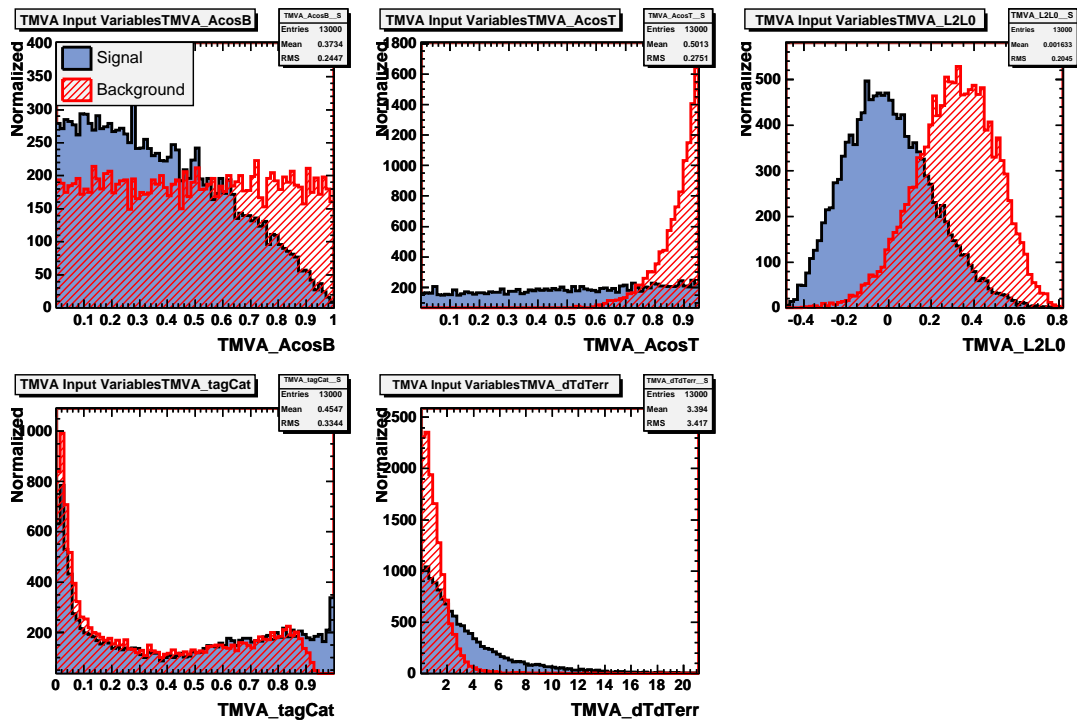 TMVA Input VariablesTMVA_AcosB
TMVA_AcosB__S
Entries 13000
Mean 0.3734
RMS 0.2447
Normalized
Signal
Background
400
350
300
250
200
150
100
50
0
0.1 0.2 0.3 0.4 0.5 0.6 0.7 0.8 0.9 1
TMVA_AcosB
TMVA Input VariablesTMVA_AcosT
TMVA_AcosT__S
Entries 13000
Mean 0.5013
RMS 0.2751
Normalized
1800
1600
1400
1200
1000
800
600
400
200
0.1 0.2 0.3 0.4 0.5 0.6 0.7 0.8 0.9
TMVA_AcosT
TMVA Input VariablesTMVA_L2L0
TMVA_L2L0__S
Entries 13000
Mean 0.001633
RMS 0.2045
Normalized
500
400
300
200
100
0
-0.4 -0.2 0 0.2 0.4 0.6 0.8
TMVA_L2L0
TMVA Input VariablesTMVA_tagCat
TMVA_tagCat__S
Entries 13000
Mean 0.4547
RMS 0.3344
Normalized
1000
800
600
400
200
0 0.1 0.2 0.3 0.4 0.5 0.6 0.7 0.8 0.9
TMVA_tagCat
TMVA Input VariablesTMVA_dTdTerr
TMVA_dTdTerr__S
Entries 13000
Mean 3.394
RMS 3.417
Normalized
2500
2000
1500
1000
500
0
2 4 6 8 10 12 14 16 18 20
TMVA_dTdTerr